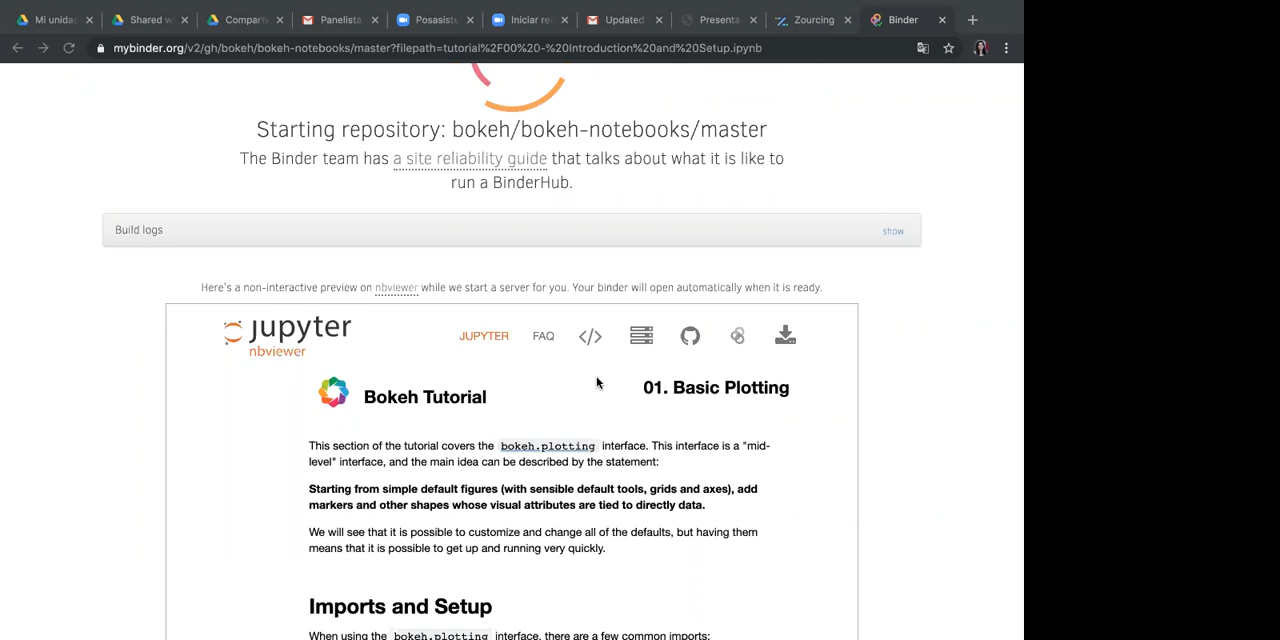 Mi unidad
Shared w
Comparti
Panelista
Posasiste
Iniciar re
Updated
Presenta
Zourcing
Binder
mybinder.org/v2/gh/bokeh/bokeh-notebooks/master?filepath=tutorial%2F00%20-%20Introduction%20and%20Setup.ipynb
Starting repository: bokeh/bokeh-notebooks/master
The Binder team has a site reliability guide that talks about what it is like to
run a BinderHub.
Build logs
show
Here's a non-interactive preview on nbviewer while we start a server for you. Your binder will open automatically when it is ready.
jupyter
nbviewer
JUPYTER
FAQ
Bokeh Tutorial
01. Basic Plotting
This section of the tutorial covers the bokeh.plotting interface. This interface is a "mid-
level" interface, and the main idea can be described by the statement:
Starting from simple default figures (with sensible default tools, grids and axes), add
markers and other shapes whose visual attributes are tied to directly data.
We will see that it is possible to customize and change all of the defaults, but having them
means that it is possible to get up and running very quickly.
Imports and Setup
When using the bokeh.plotting interface, there are a few common imports: